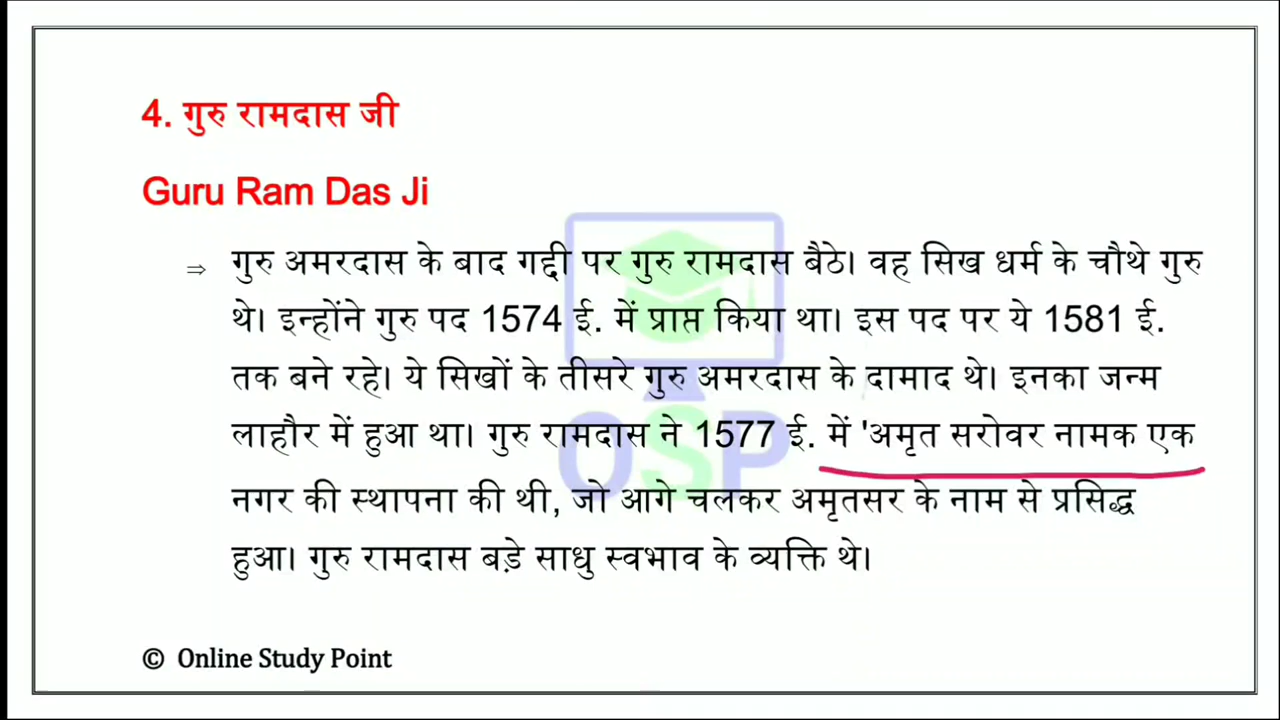 4. गुरु रामदास जी
Guru Ram Das Ji
⇒ गुरु अमरदास के बाद गद्दी पर गुरु रामदास बैठे। वह सिख धर्म के चौथे गुरु
थे। इन्होंने गुरु पद 1574 ई. में प्राप्त किया था। इस पद पर ये 1581 ई.
तक बने रहे। ये सिखों के तीसरे गुरु अमरदास के दामाद थे। इनका जन्म
लाहौर में हुआ था। गुरु रामदास ने 1577 ई. में 'अमृत सरोवर नामक एक
नगर की स्थापना की थी, जो आगे चलकर अमृतसर के नाम से प्रसिद्ध
हुआ। गुरु रामदास बड़े साधु स्वभाव के व्यक्ति थे।
OSP
© Online Study Point